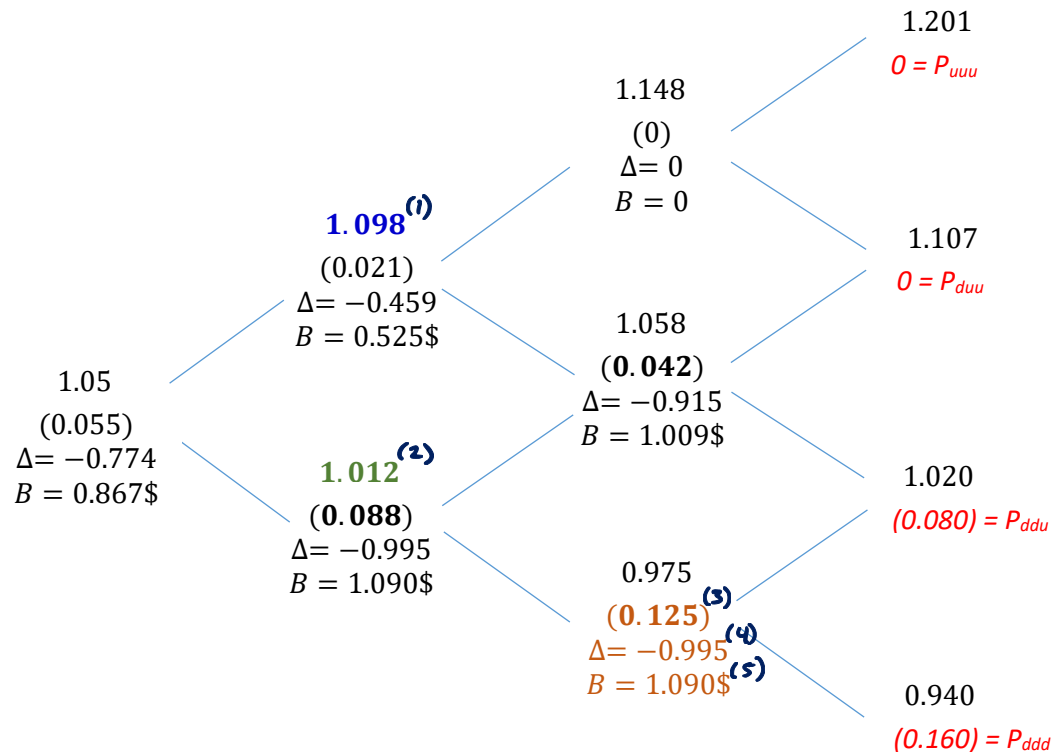 1.05
(0.055)
Δ= −0.774
B = 0.867$
1.098(1)
(0.021)
Δ= −0.459
B = 0.525$
1.012(2)
(0.088)
Δ= −0.995
B = 1.090$
1.148
(0)
Δ= 0
B = 0
1.058
(0.042)
Δ= −0.915
B = 1.009$
0.975
(0.125)(3)
Δ= −0.995(4)
B = 1.090$(5)
1.201
0 = Puuu
1.107
0 = Pduu
1.020
(0.080) = Pddu
0.940
(0.160) = Pddd